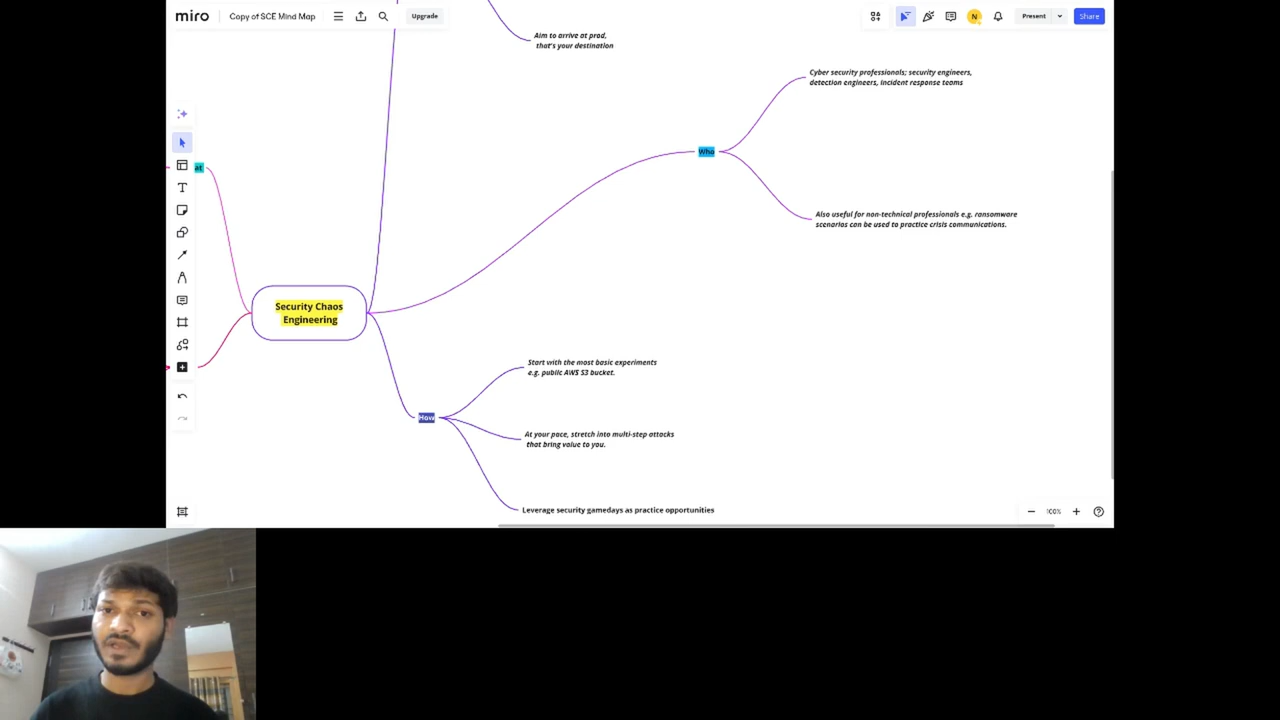 miro
Copy of SCE Mind Map
Upgrade
N
Present
Share
Aim to arrive at prod,
that's your destination
Cyber security professionals; security engineers,
detection engineers, incident response teams
Who
at
Also useful for non-technical professionals e.g. ransomware
scenarios can be used to practice crisis communications.
Security Chaos
Engineering
Start with the most basic experiments
e.g. public AWS S3 bucket.
How
At your pace, stretch into multi-step attacks
that bring value to you.
Leverage security gamedays as practice opportunities
100%